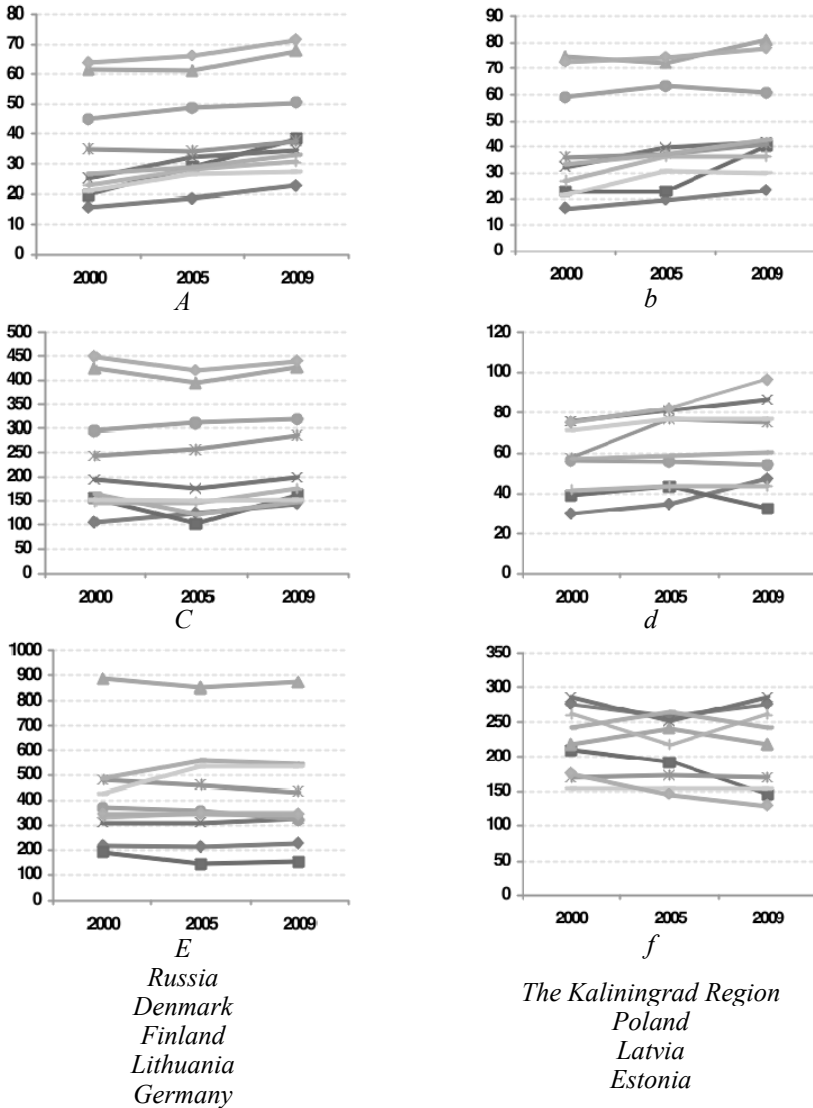 80
70
60
50
40
30
20
10
0
2000 2005 2009
A
90
80
70
60
50
40
30
20
10
0
2000 2005 2009
b
500
450
400
350
300
250
200
150
100
50
0
2000 2005 2009
C
120
100
80
60
40
20
0
2000 2005 2009
d
1000
900
800
700
600
500
400
300
200
100
0
2000 2005 2009
E
350
300
250
200
150
100
50
0
2000 2005 2009
f
Russia
Denmark
Finland
Lithuania
Germany
The Kaliningrad Region
Poland
Latvia
Estonia